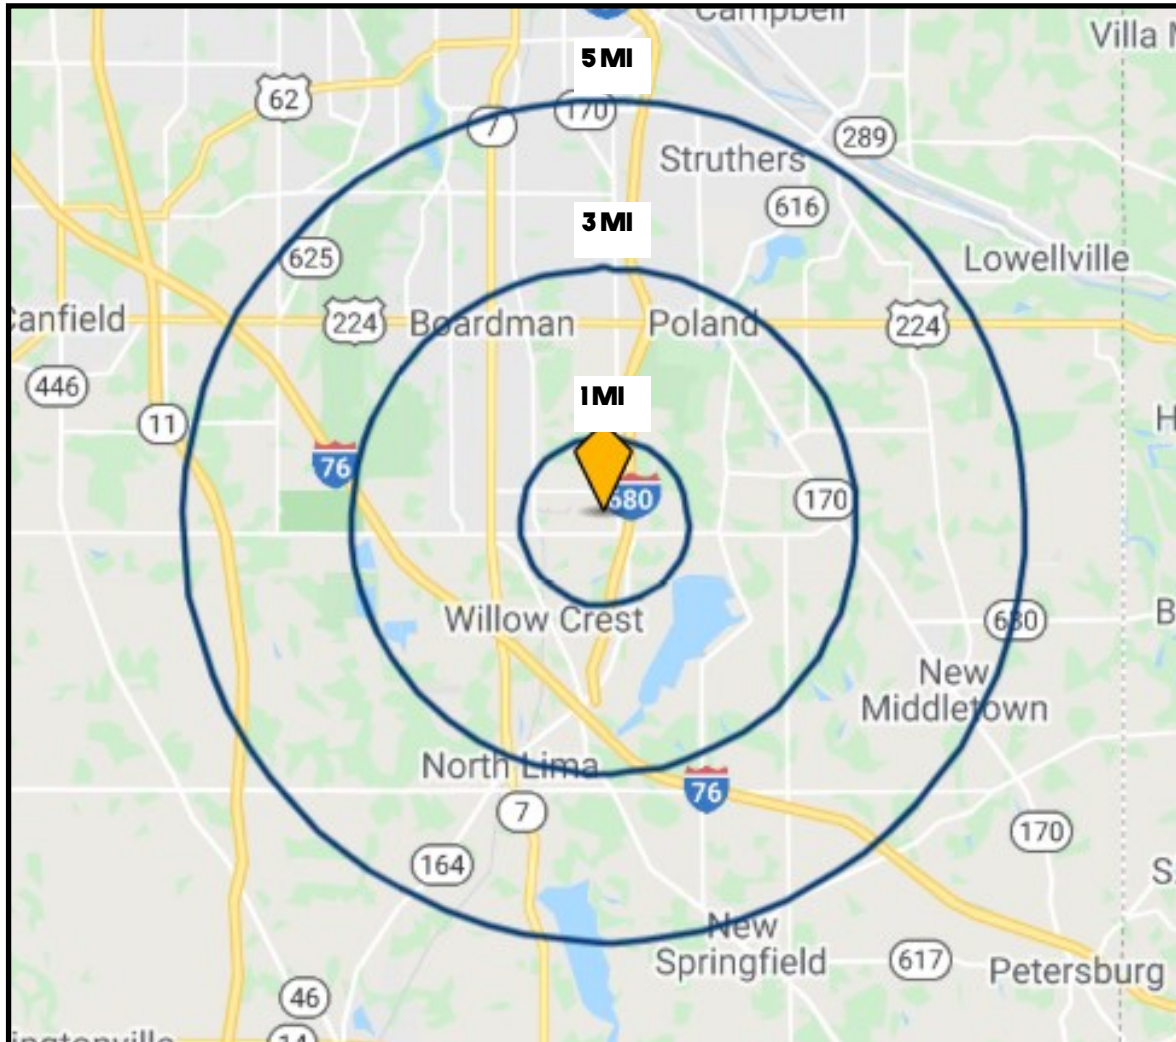 Campbell
Villa
5 MI
62
7
170
289
Struthers
616
3 MI
625
Lowellville
Canfield
224
Boardman
Poland
224
446
1 MI
11
76
680
170
Willow Crest
630
New
Middletown
North Lima
76
7
170
164
New
Springfield
617
Petersburg
46
14
ingtonville